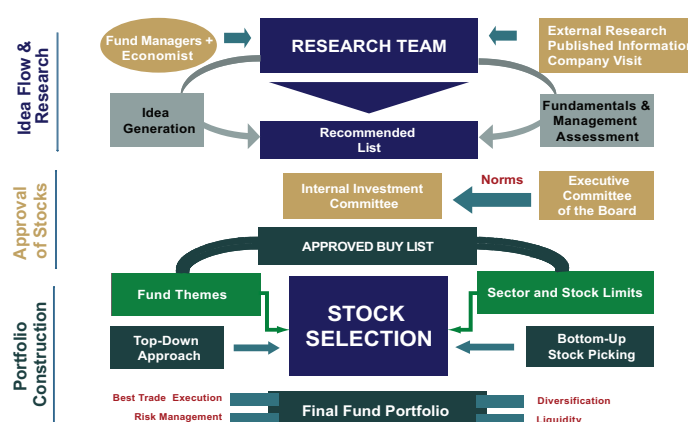 Idea Flow &
Research
Fund Managers +
Economist
RESEARCH TEAM
External Research
Published Information
Company Visit
Idea
Generation
Fundamentals &
Management
Assessment
Recommended
List
Approval
of Stocks
Internal Investment
Committee
Norms
Executive
Committee
of the Board
APPROVED BUY LIST
Portfolio
Construction
Fund Themes
STOCK
SELECTION
Sector and Stock Limits
Top-Down
Approach
Bottom-Up
Stock Picking
Best Trade Execution
Risk Management
Final Fund Portfolio
Diversification
Liquidity